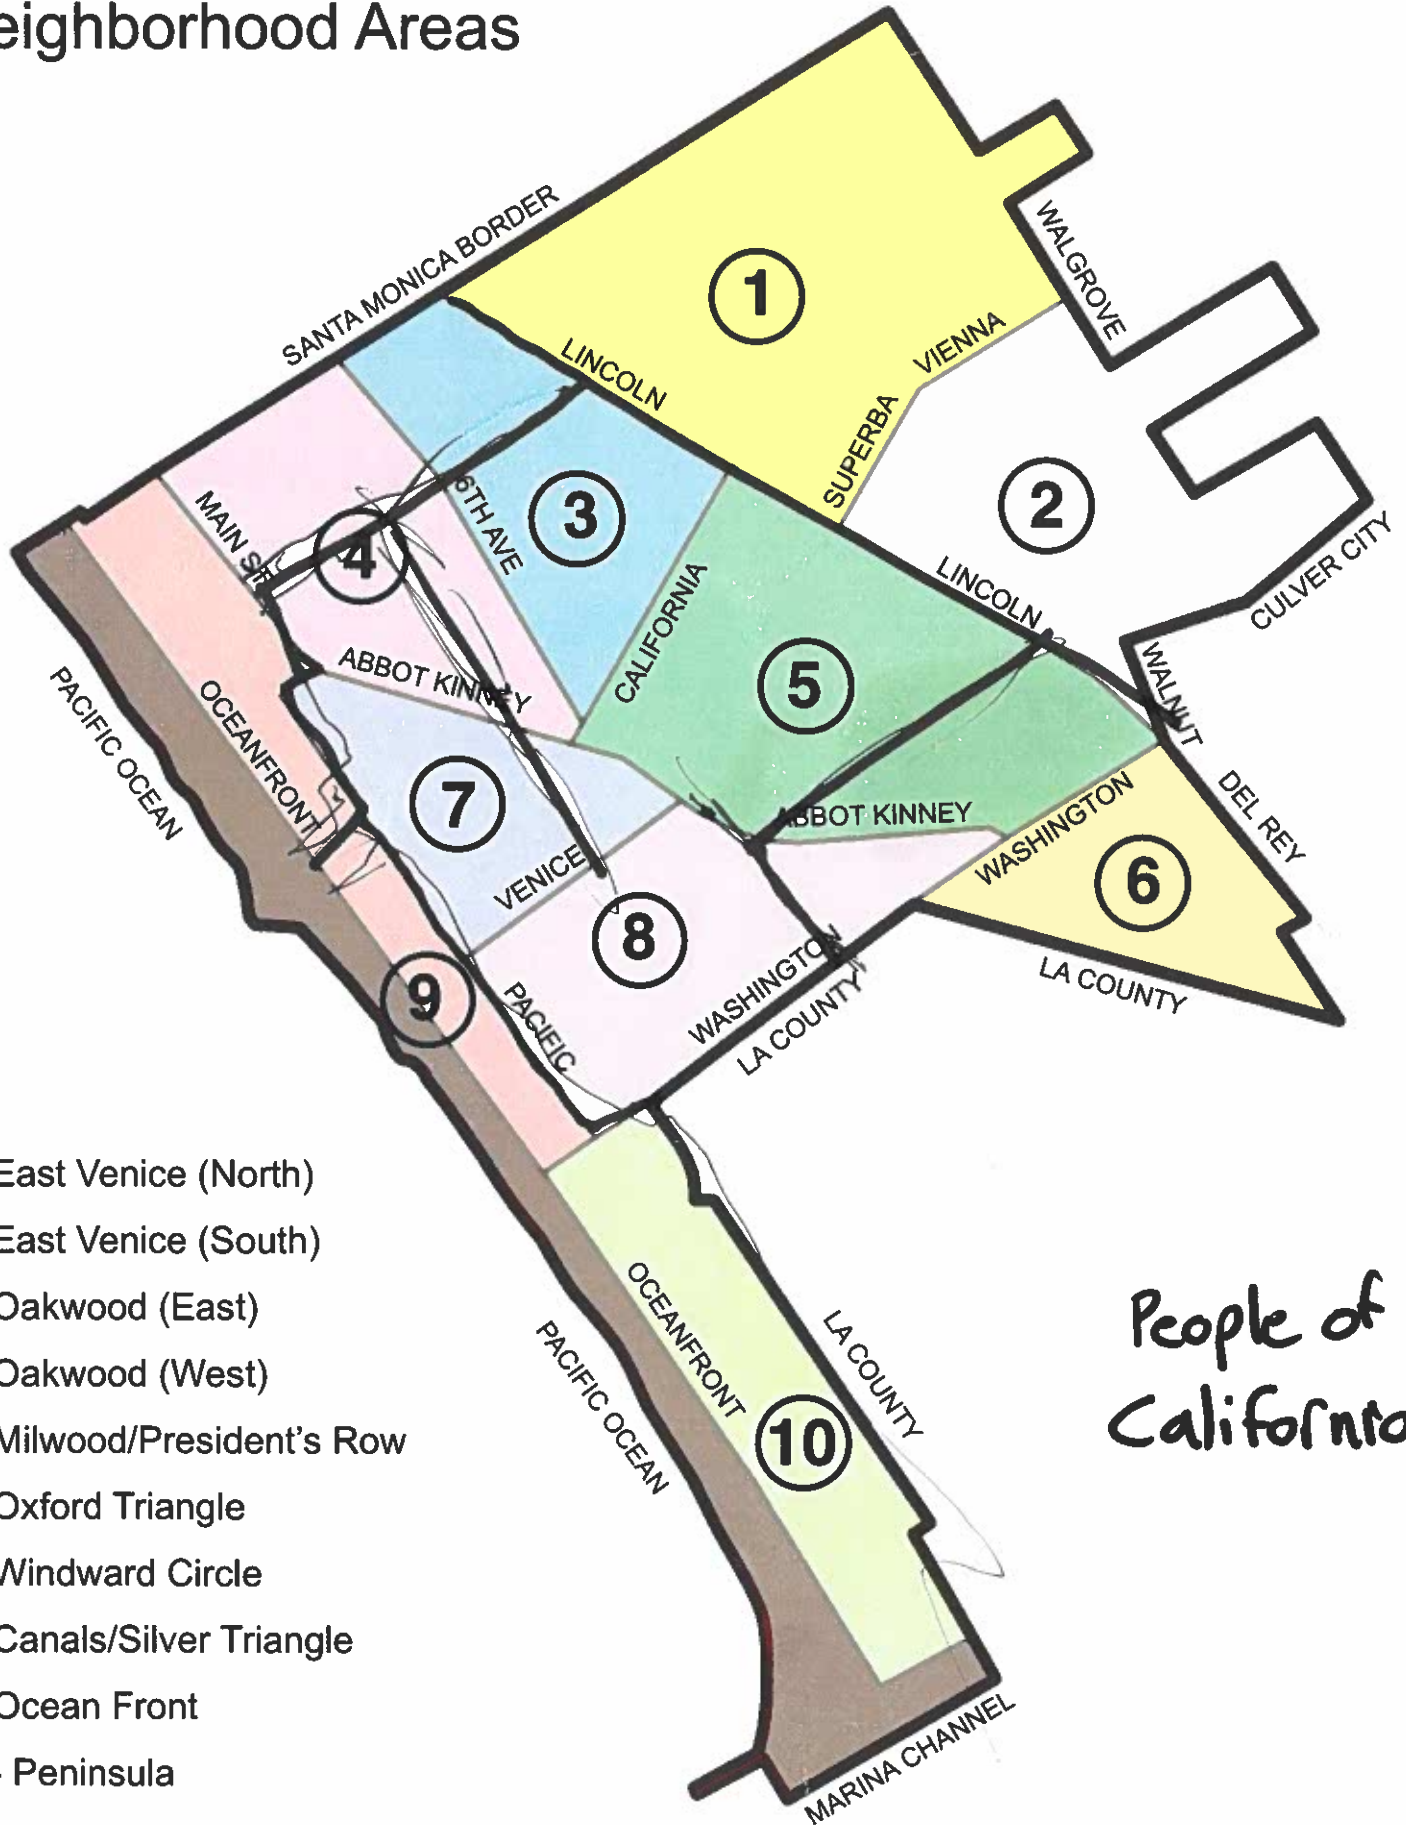 eighborhood Areas
SANTA MONICA BORDER
WALGROVE
1
LINCOLN
VIENNA
SUPERBA
2
CULVER CITY
MAIN ST
4
6TH AVE
3
CALIFORNIA
LINCOLN
WALNUT
PACIFIC OCEAN
OCEANFRONT
ABBOT KINNEY
5
DEL REY
7
ABBOT KINNEY
WASHINGTON
VENICE
6
8
9
PACIFIC
WASHINGTON
LA COUNTY
LA COUNTY
East Venice (North)
East Venice (South)
Oakwood (East)
Oakwood (West)
Milwood/President's Row
Oxford Triangle
Windward Circle
Canals/Silver Triangle
Ocean Front
- Peninsula
PACIFIC OCEAN
OCEANFRONT
LA COUNTY
10
MARINA CHANNEL
People of
California